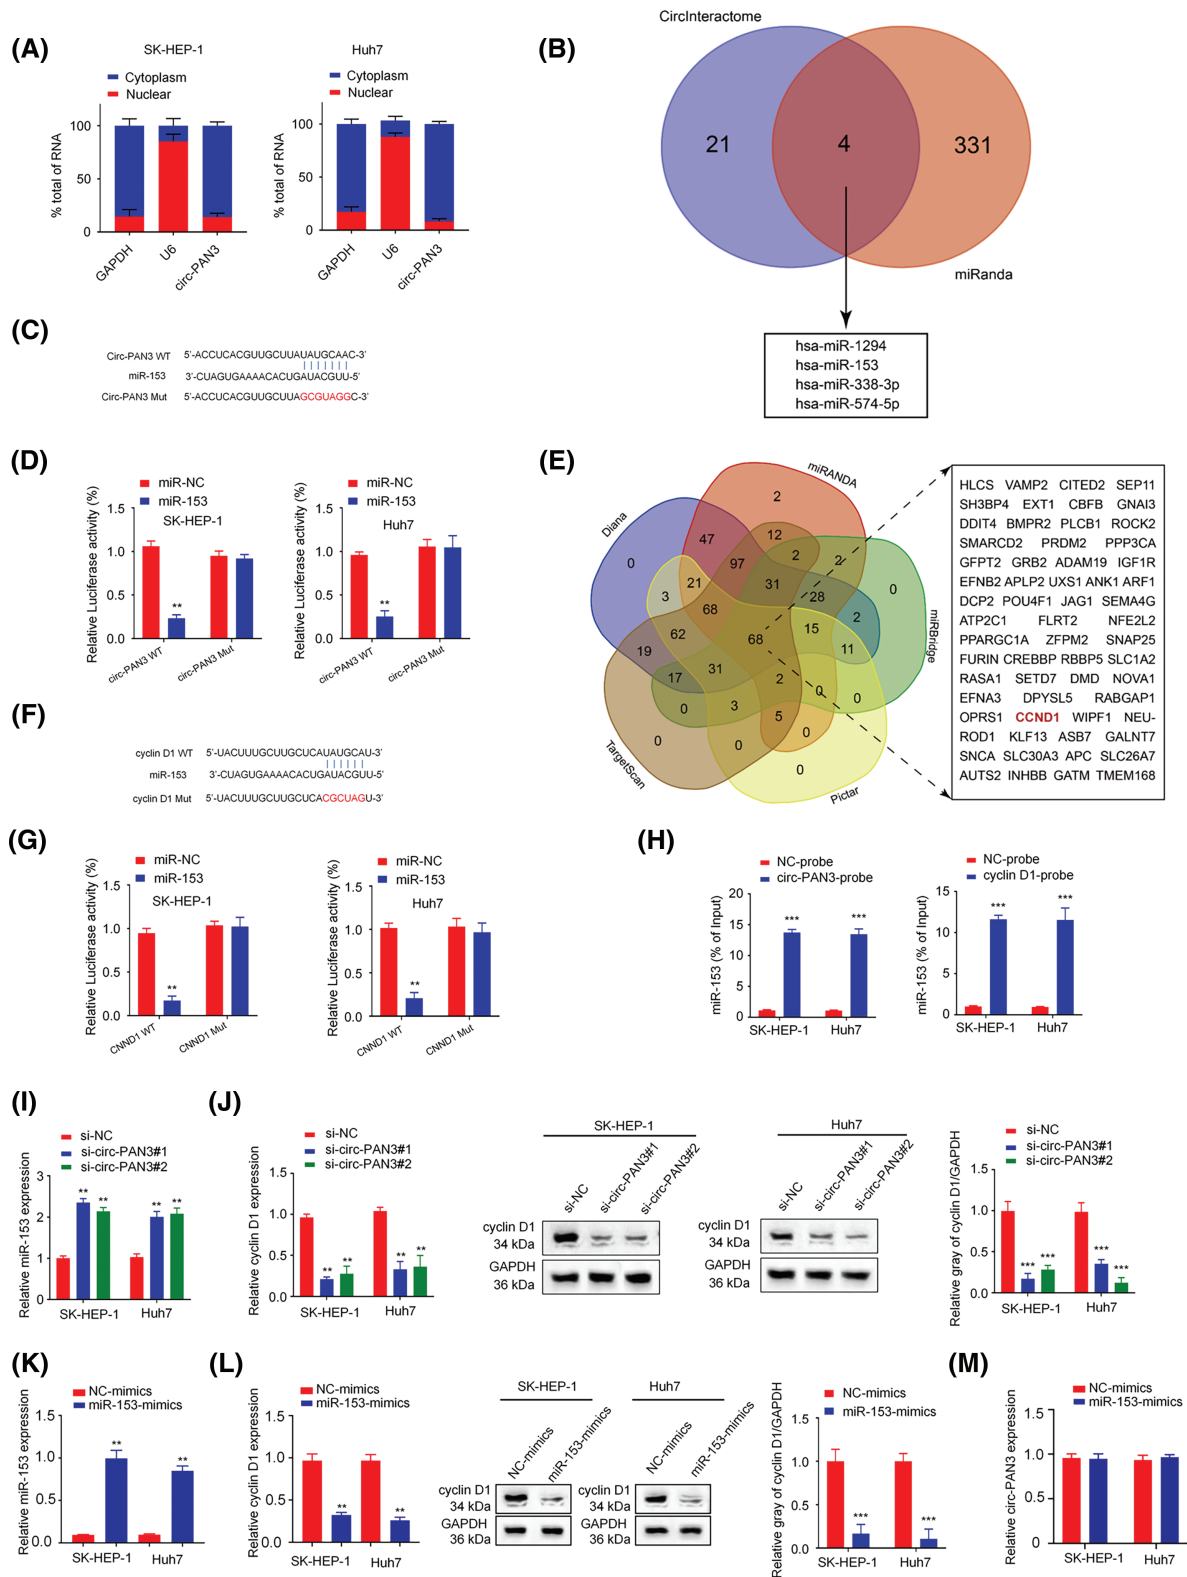 (A)
SK-HEP-1
Cytoplasm
Nuclear
% total of RNA
100
50
0
GAPDH
U6
circ-PAN3
Huh7
Cytoplasm
Nuclear
% total of RNA
100
50
0
GAPDH
U6
circ-PAN3
(B)
CircInteractome
21
4
331
miRanda
hsa-miR-1294
hsa-miR-153
hsa-miR-338-3p
hsa-miR-574-5p
(C)
Circ-PAN3 WT 5'-ACCUCACGUUGCUUAUAUGCAAC-3'
miR-153 3'-CUAGUGAAAACACUGAUACGUU-5'
Circ-PAN3 Mut 5'-ACCUCACGUUGCUUAGCGUAGGC-3'
(D)
miR-NC
miR-153
SK-HEP-1
Relative Luciferase activity (%)
1.5
1.0
0.5
0.0
**
circ-PAN3 WT
circ-PAN3 Mut
miR-NC
miR-153
Huh7
Relative Luciferase activity (%)
1.5
1.0
0.5
0.0
**
circ-PAN3 WT
circ-PAN3 Mut
(E)
miRANDA
Diana
miRBridge
TargetScan
Pictar
2
47
12
2
2
0
97
0
21
31
28
3
68
2
62
68
15
19
11
31
17
2
0
0
0
3
5
0
0
0
0
HLCS VAMP2 CITED2 SEP11
SH3BP4 EXT1 CBFB GNAI3
DDIT4 BMPR2 PLCB1 ROCK2
SMARCD2 PRDM2 PPP3CA
GFPT2 GRB2 ADAM19 IGF1R
EFNB2 APLP2 UXS1 ANK1 ARF1
DCP2 POU4F1 JAG1 SEMA4G
ATP2C1 FLRT2 NFE2L2
PPARGC1A ZFPM2 SNAP25
FURIN CREBBP RBBP5 SLC1A2
RASA1 SETD7 DMD NOVA1
EFNA3 DPYSL5 RABGAP1
OPRS1 CCND1 WIPF1 NEU-
ROD1 KLF13 ASB7 GALNT7
SNCA SLC30A3 APC SLC26A7
AUTS2 INHBB GATM TMEM168
(F)
cyclin D1 WT 5'-UACUUUGCUUGCUCAUAUGCAU-3'
miR-153 3'-CUAGUGAAAACACUGAUACGUU-5'
cyclin D1 Mut 5'-UACUUUGCUUGCUCACGCUAGU-3'
(G)
miR-NC
miR-153
SK-HEP-1
Relative Luciferase activity (%)
1.5
1.0
0.5
0.0
**
CNND1 WT
CNND1 Mut
miR-NC
miR-153
Huh7
Relative Luciferase activity (%)
1.5
1.0
0.5
0.0
**
CNND1 WT
CNND1 Mut
(H)
NC-probe
circ-PAN3-probe
miR-153 (% of Input)
20
15
10
5
0
***
***
SK-HEP-1
Huh7
NC-probe
cyclin D1-probe
miR-153 (% of Input)
15
10
5
0
***
***
SK-HEP-1
Huh7
(I)
si-NC
si-circ-PAN3#1
si-circ-PAN3#2
Relative miR-153 expression
3
2
1
0
**
**
**
**
SK-HEP-1
Huh7
(J)
si-NC
si-circ-PAN3#1
si-circ-PAN3#2
Relative cyclin D1 expression
1.5
1.0
0.5
0.0
**
**
**
**
SK-HEP-1
Huh7
SK-HEP-1
si-NC
si-circ-PAN3#1
si-circ-PAN3#2
cyclin D1
34 kDa
GAPDH
36 kDa
Huh7
si-NC
si-circ-PAN3#1
si-circ-PAN3#2
cyclin D1
34 kDa
GAPDH
36 kDa
si-NC
si-circ-PAN3#1
si-circ-PAN3#2
Relative gray of cyclin D1/GAPDH
1.5
1.0
0.5
0.0
***
***
***
***
SK-HEP-1
Huh7
(K)
NC-mimics
miR-153-mimics
Relative miR-153 expression
1.5
1.0
0.5
0.0
**
**
SK-HEP-1
Huh7
(L)
NC-mimics
miR-153-mimics
Relative cyclin D1 expression
1.5
1.0
0.5
0.0
**
**
SK-HEP-1
Huh7
SK-HEP-1
NC-mimics
miR-153-mimics
cyclin D1
34 kDa
GAPDH
36 kDa
Huh7
NC-mimics
miR-153-mimics
cyclin D1
34 kDa
GAPDH
36 kDa
NC-mimics
miR-153-mimics
Relative gray of cyclin D1/GAPDH
1.5
1.0
0.5
0.0
***
***
SK-HEP-1
Huh7
(M)
NC-mimics
miR-153-mimics
Relative circ-PAN3 expression
1.5
1.0
0.5
0
SK-HEP-1
Huh7